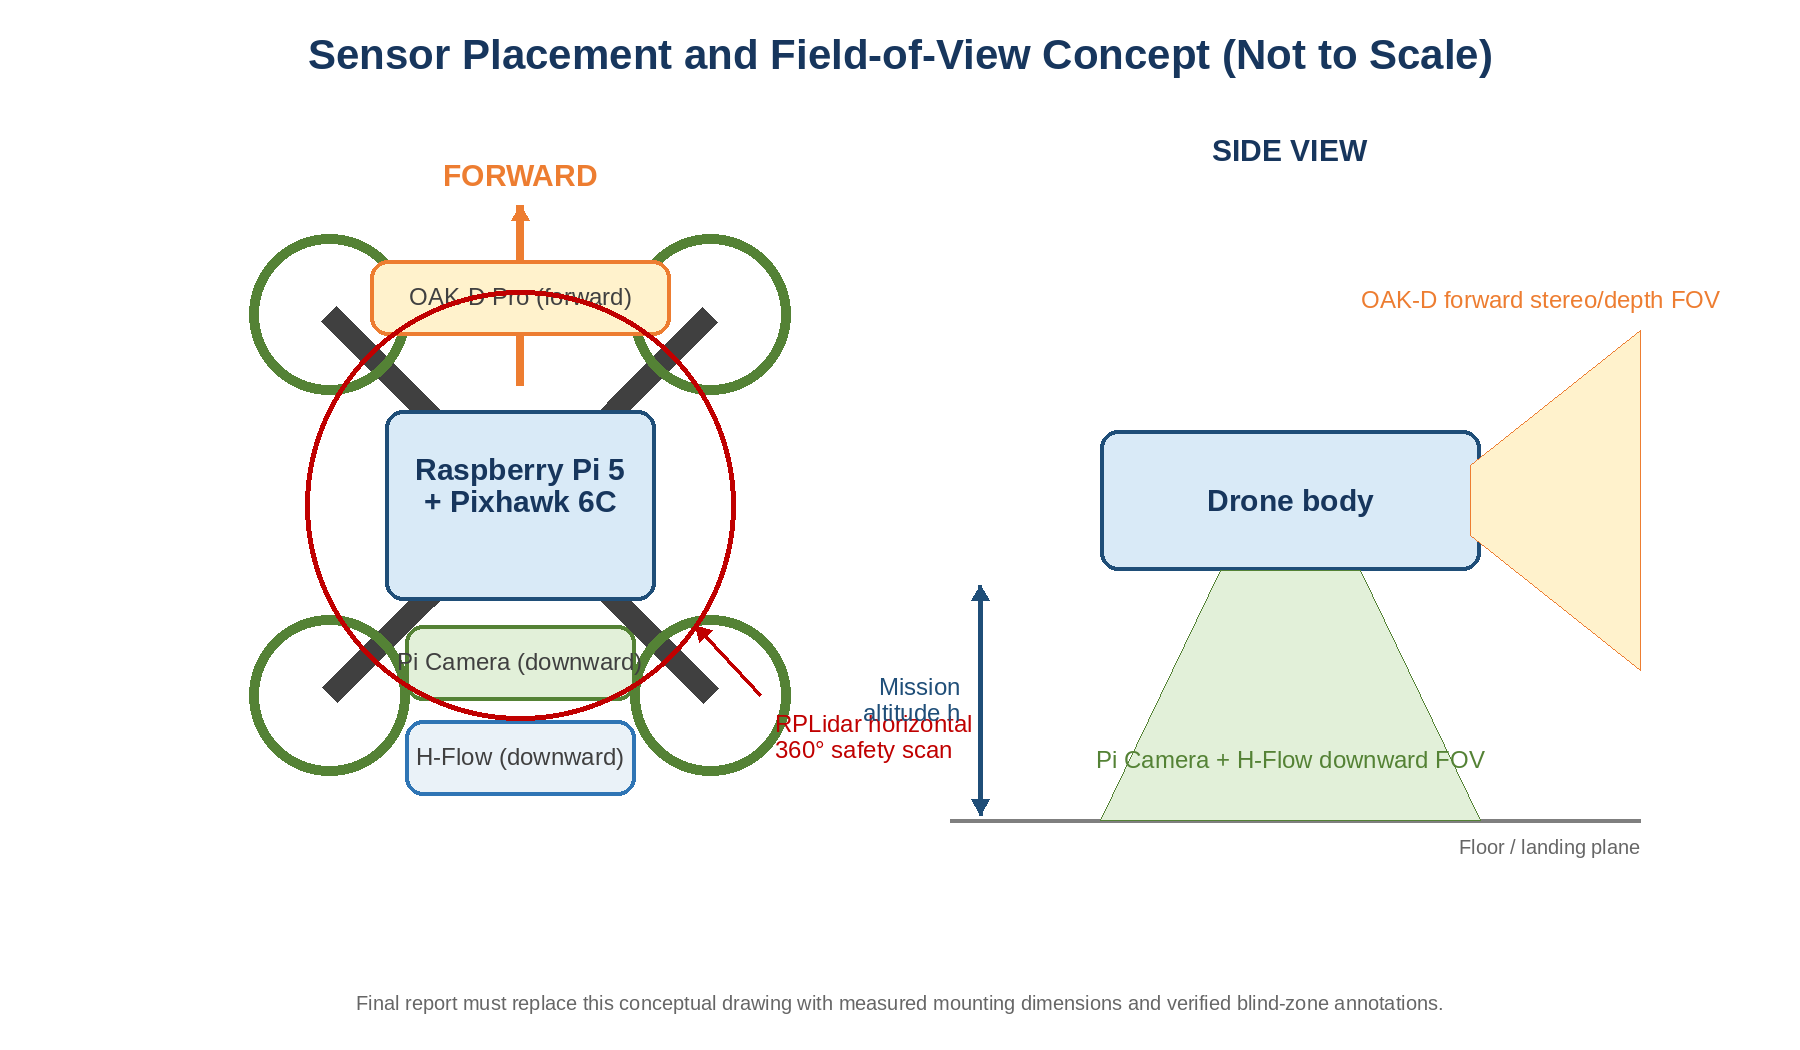 Sensor Placement and Field-of-View Concept (Not to Scale)
SIDE VIEW
FORWARD
OAK-D Pro (forward)
OAK-D forward stereo/depth FOV
Raspberry Pi 5
+ Pixhawk 6C
Drone body
Pi Camera (downward)
Mission
altitude h
RPLidar horizontal
360° safety scan
H-Flow (downward)
Pi Camera + H-Flow downward FOV
Floor / landing plane
Final report must replace this conceptual drawing with measured mounting dimensions and verified blind-zone annotations.